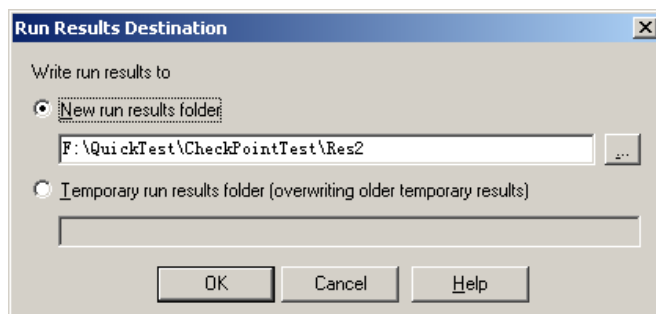 Run Results Destination
Write run results to
New run results folder
F:\QuickTest\CheckPointTest\Res2
...
Temporary run results folder (overwriting older temporary results)
OK Cancel Help